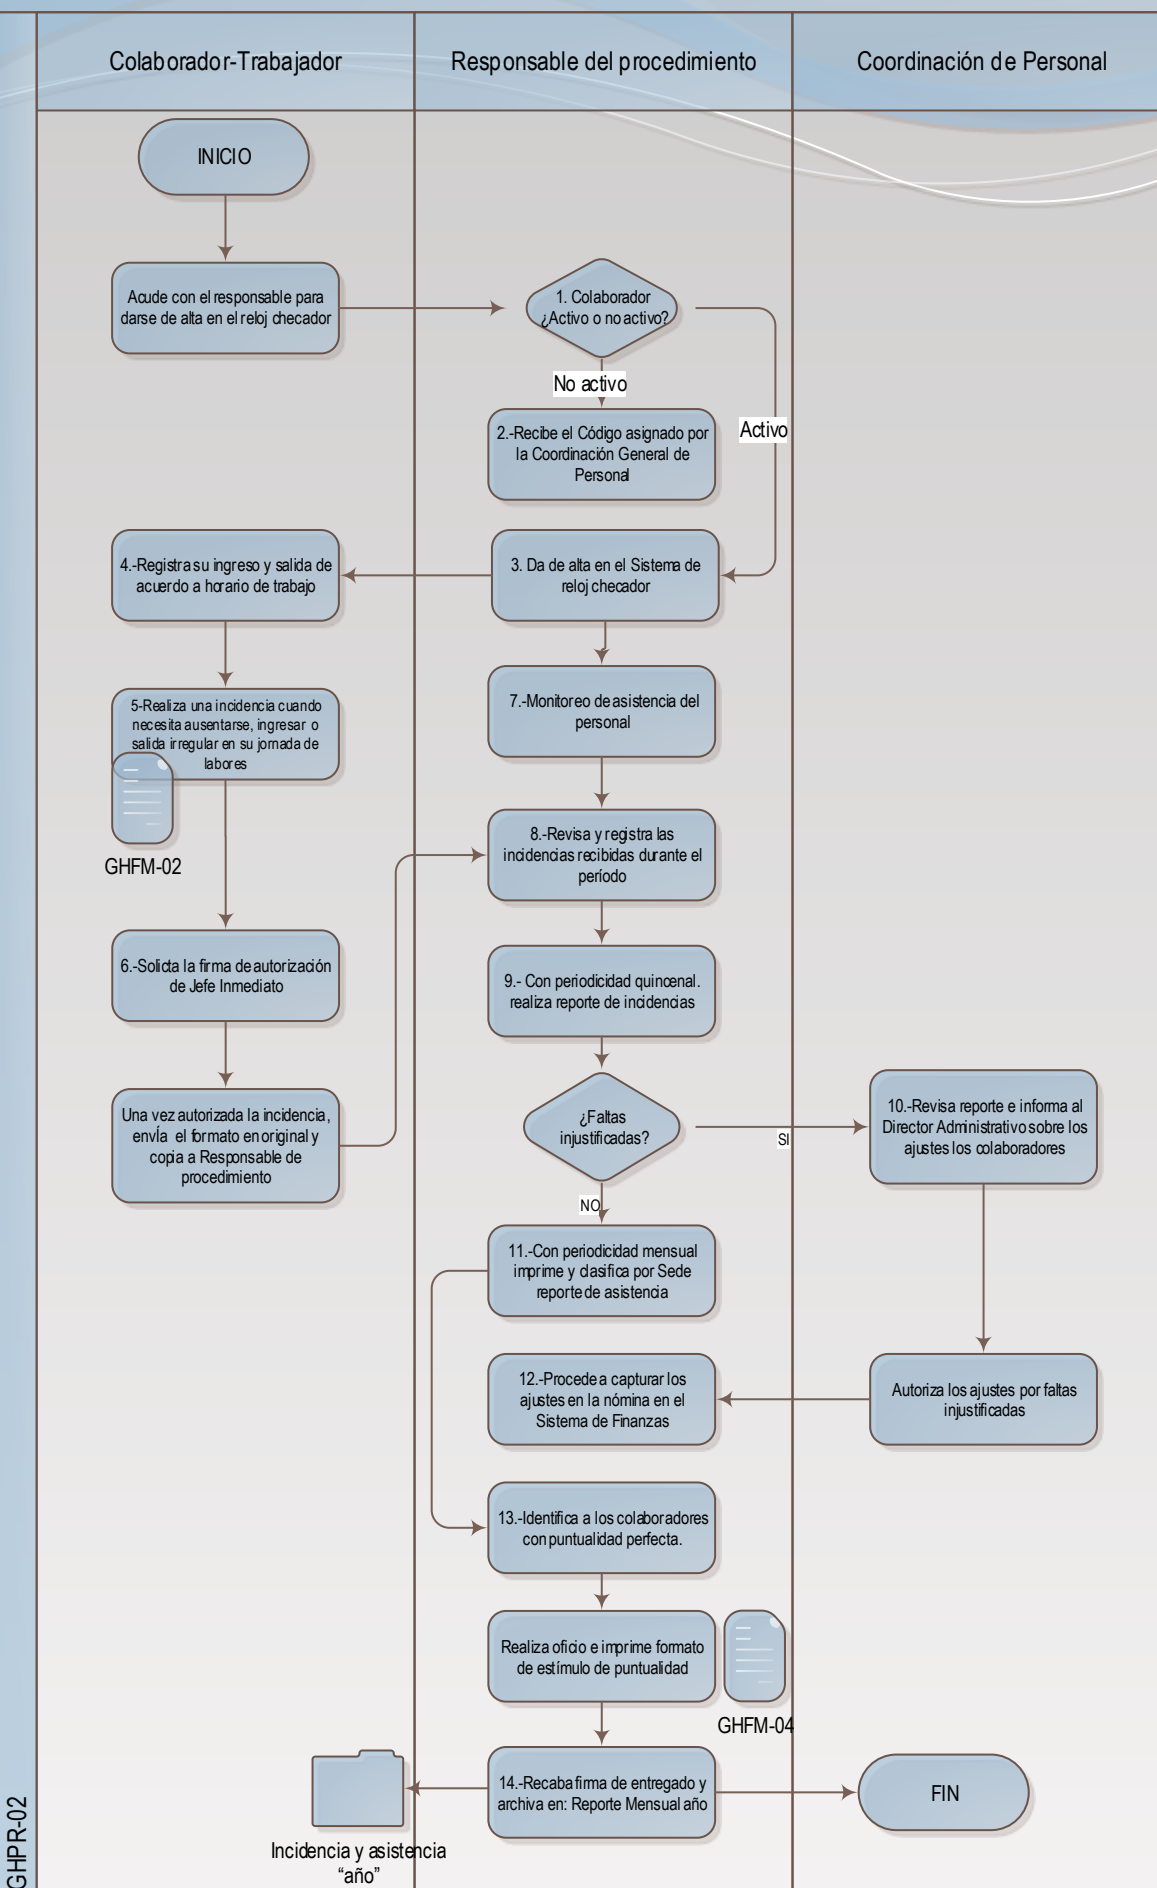 Colaborador-Trabajador
Responsable del procedimiento
Coordinación de Personal
INICIO
Acude con el responsable para
darse de alta en el reloj checador
1. Colaborador
¿Activo o no activo?
No activo
Activo
2.-Recibe el Código asignado por
la Coordinación General de
Personal
3. Da de alta en el Sistema de
reloj checador
4.-Registra su ingreso y salida de
acuerdo a horario de trabajo
5-Realiza una incidencia cuando
necesita ausentarse, ingresar o
salida irregular en su jornada de
labores
GHFM-02
6.-Solicta la firma de autorización
de Jefe Inmediato
Una vez autorizada la incidencia,
envÍa el formato en original y
copia a Responsable de
procedimiento
7.-Monitoreo de asistencia del
personal
8.-Revisa y registra las
incidencias recibidas durante el
período
9.- Con periodicidad quincenal.
realiza reporte de incidencias
¿Faltas
injustificadas?
SI
NO
10.-Revisa reporte e informa al
Director Administrativo sobre los
ajustes los colaboradores
Autoriza los ajustes por faltas
injustificadas
11.-Con periodicidad mensual
imprime y clasifica por Sede
reporte de asistencia
12.-Procede a capturar los
ajustes en la nómina en el
Sistema de Finanzas
13.-Identifica a los colaboradores
con puntualidad perfecta.
Realiza oficio e imprime formato
de estímulo de puntualidad
GHFM-04
14.-Recaba firma de entregado y
archiva en: Reporte Mensual año
Incidencia y asistencia
“año”
FIN
GHPR-02